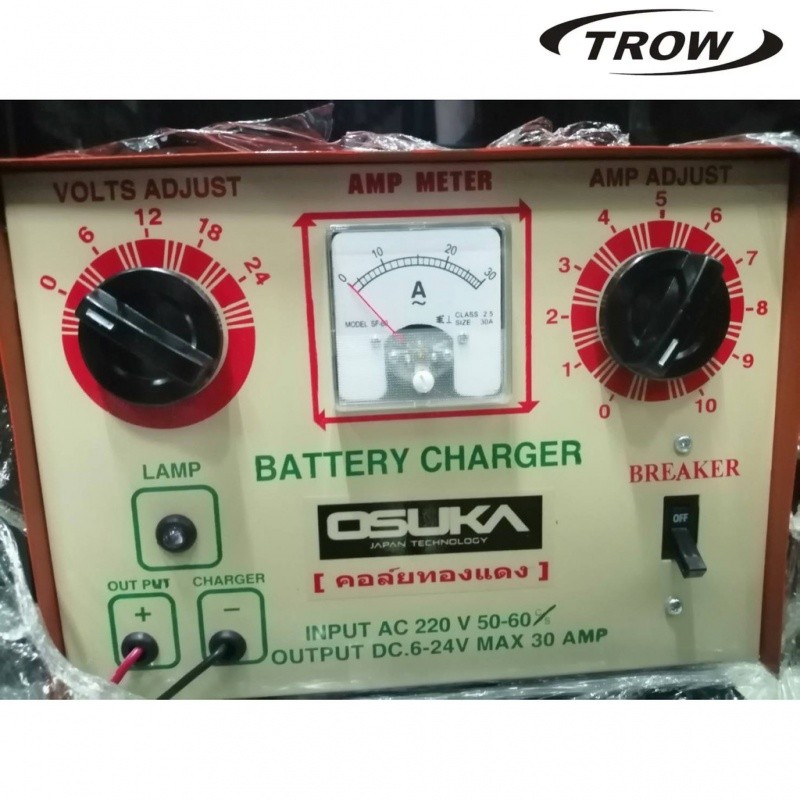 TROW
VOLTS ADJUST
0 6 12 18 24
AMP METER
0 10 20 30
A
MODEL SF-80
CLASS 2.5
SIZE 30A
AMP ADJUST
0 1 2 3 4 5 6 7 8 9 10
BATTERY CHARGER
LAMP
OSUKA
JAPAN TECHNOLOGY
[ คอล์ยทองแดง ]
BREAKER
OFF
OUT PUT CHARGER
+ −
INPUT AC 220 V 50-60 C/S
OUTPUT DC.6-24V MAX 30 AMP